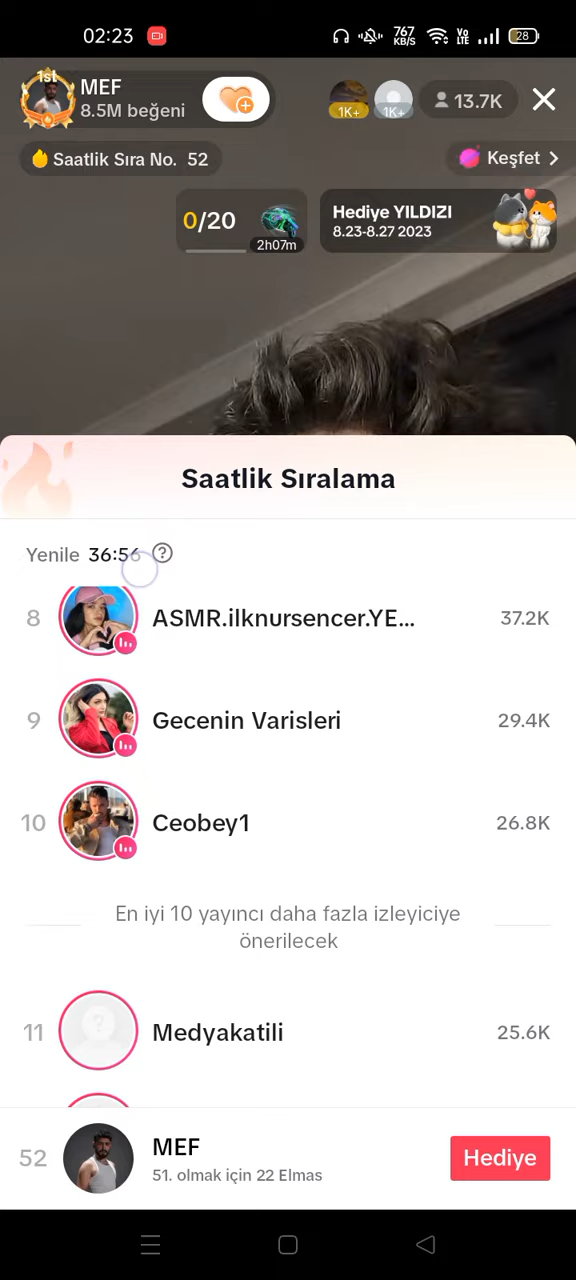 02:23
767
KB/S
Vo
LTE
28
1st
MEF
8.5M beğeni
1K+
1K+
13.7K
Saatlik Sıra No. 52
Keşfet
0/20
2h07m
Hediye YILDIZI
8.23-8.27 2023
Saatlik Sıralama
Yenile 36:56
8 ASMR.ilknursencer.YE... 37.2K
9 Gecenin Varisleri 29.4K
10 Ceobey1 26.8K
En iyi 10 yayıncı daha fazla izleyiciye
önerilecek
11 Medyakatili 25.6K
52 MEF
51. olmak için 22 Elmas
Hediye